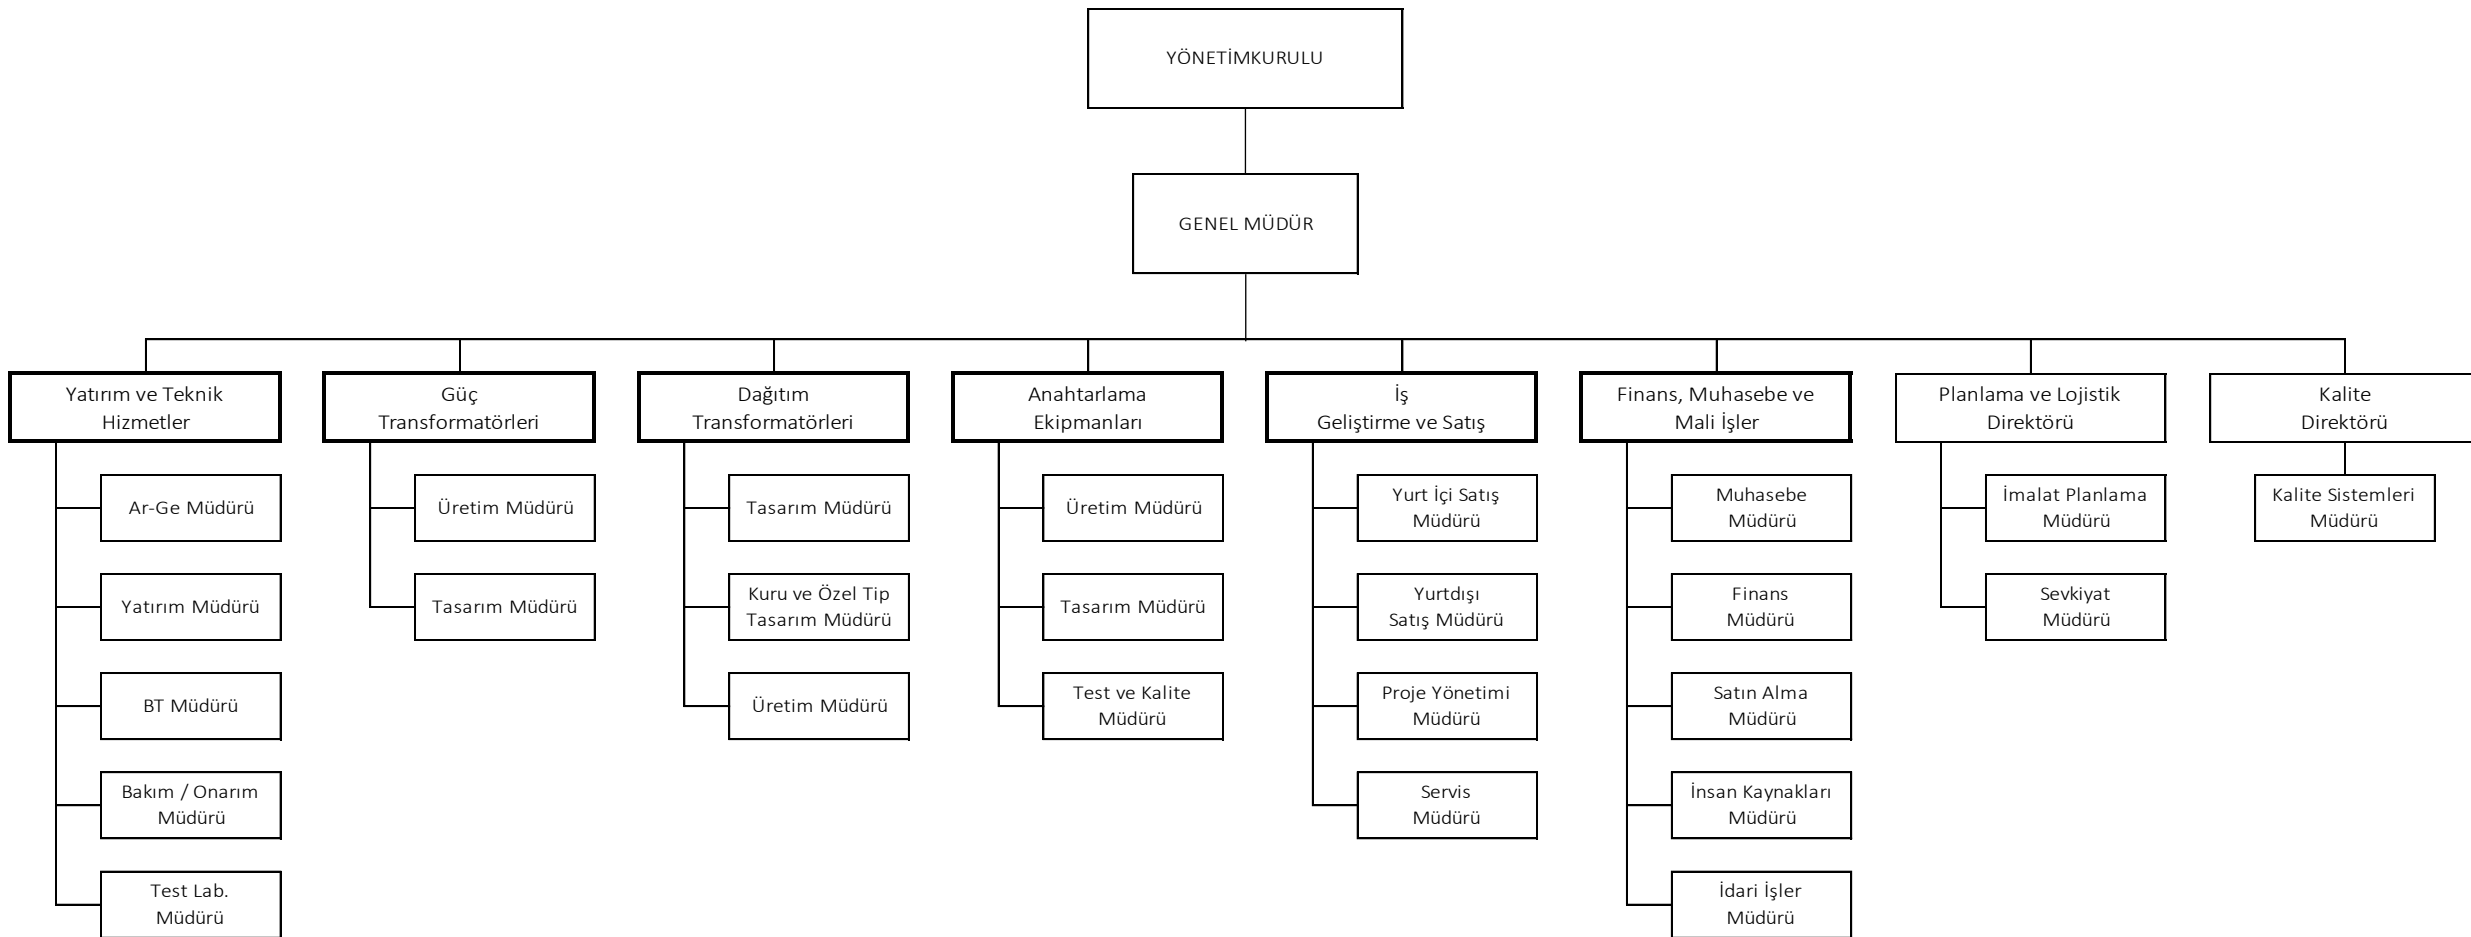 YÖNETİMKURULU
GENEL MÜDÜR
Yatırım ve Teknik
Hizmetler
Güç
Transformatörleri
Dağıtım
Transformatörleri
Anahtarlama
Ekipmanları
İş
Geliştirme ve Satış
Finans, Muhasebe ve
Mali İşler
Planlama ve Lojistik
Direktörü
Kalite
Direktörü
Ar-Ge Müdürü
Yatırım Müdürü
BT Müdürü
Bakım / Onarım
Müdürü
Test Lab.
Müdürü
Üretim Müdürü
Tasarım Müdürü
Tasarım Müdürü
Kuru ve Özel Tip
Tasarım Müdürü
Üretim Müdürü
Üretim Müdürü
Tasarım Müdürü
Test ve Kalite
Müdürü
Yurt İçi Satış
Müdürü
Yurtdışı
Satış Müdürü
Proje Yönetimi
Müdürü
Servis
Müdürü
Muhasebe
Müdürü
Finans
Müdürü
Satın Alma
Müdürü
İnsan Kaynakları
Müdürü
İdari İşler
Müdürü
İmalat Planlama
Müdürü
Sevkiyat
Müdürü
Kalite Sistemleri
Müdürü